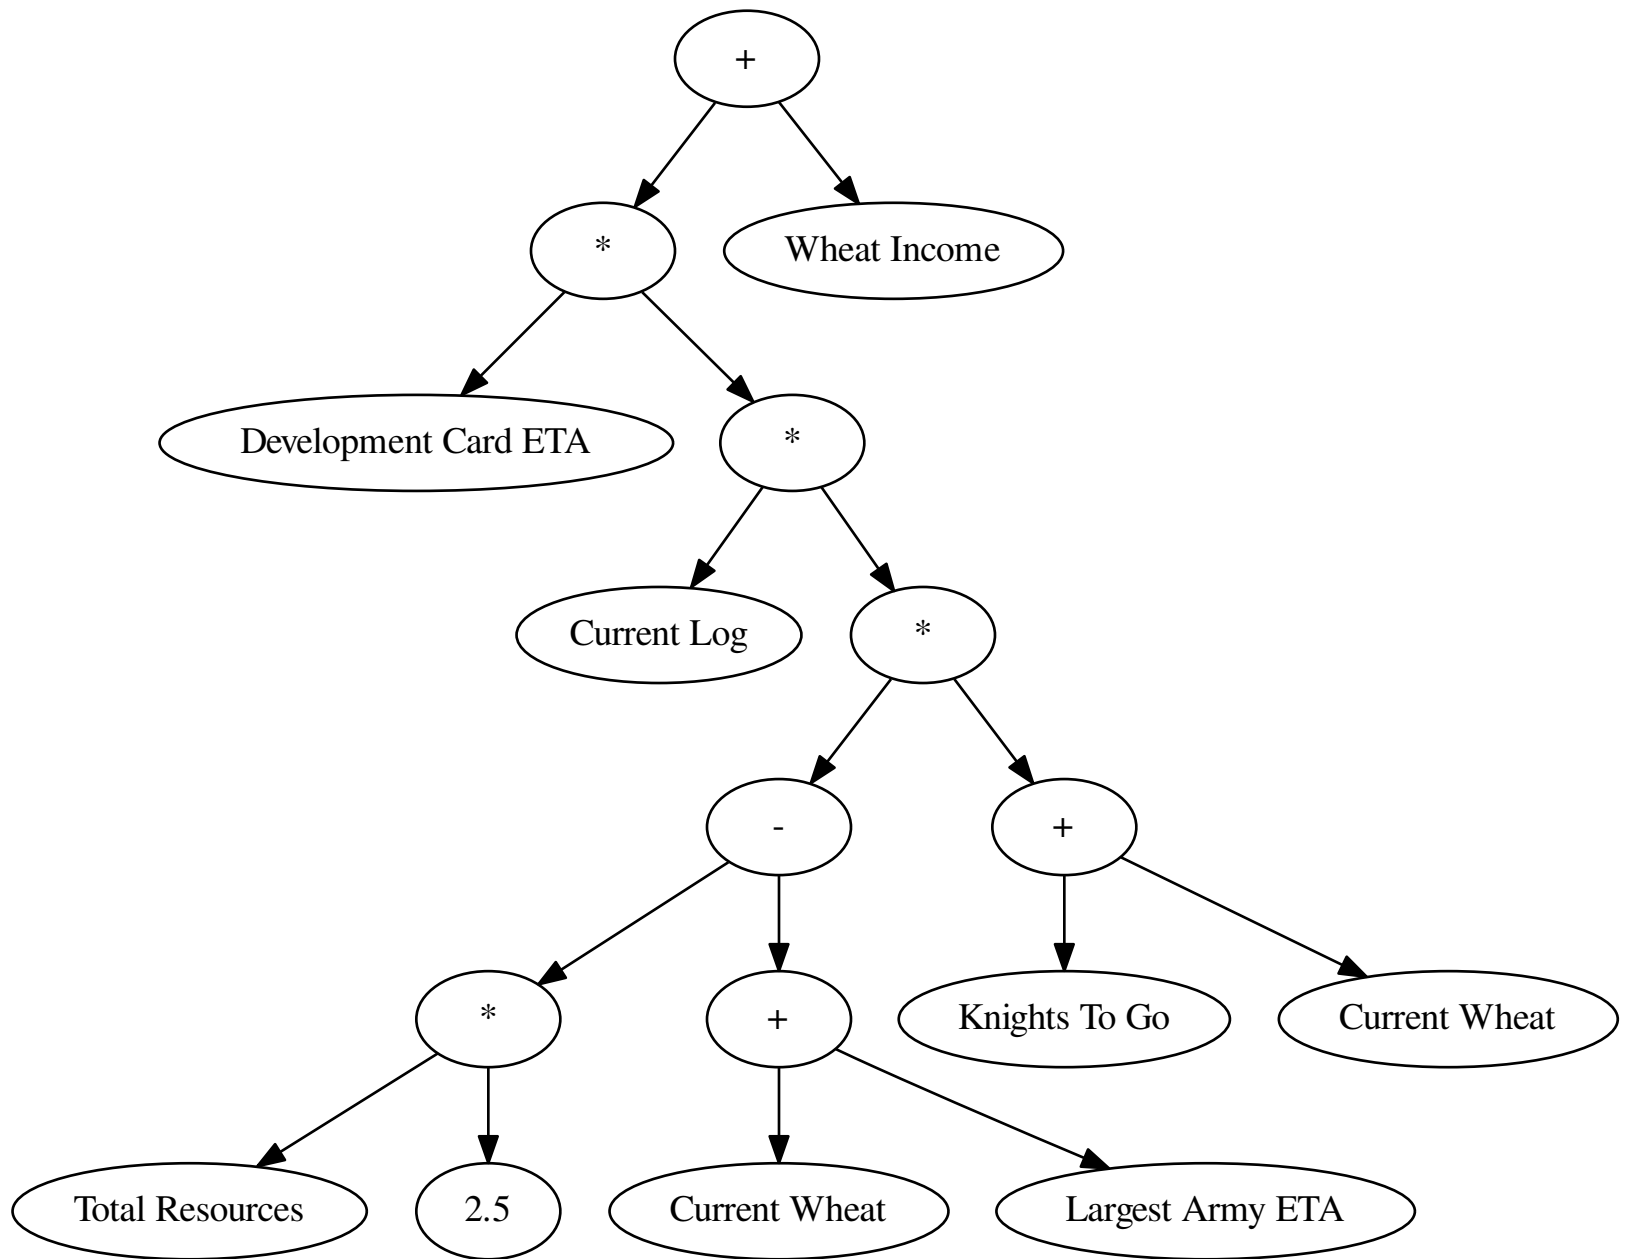 +
*
Wheat Income
Development Card ETA
*
Current Log
*
-
+
*
+
Knights To Go
Current Wheat
Total Resources
2.5
Current Wheat
Largest Army ETA